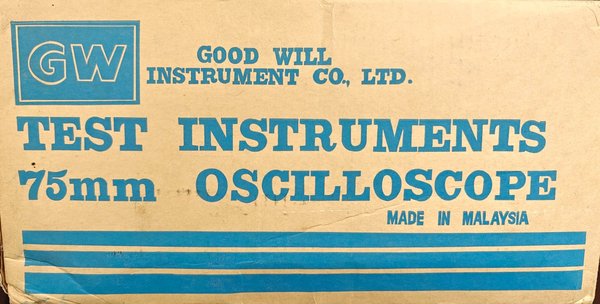 GW
GOOD WILL
INSTRUMENT CO., LTD.
TEST INSTRUMENTS
75mm OSCILLOSCOPE
MADE IN MALAYSIA